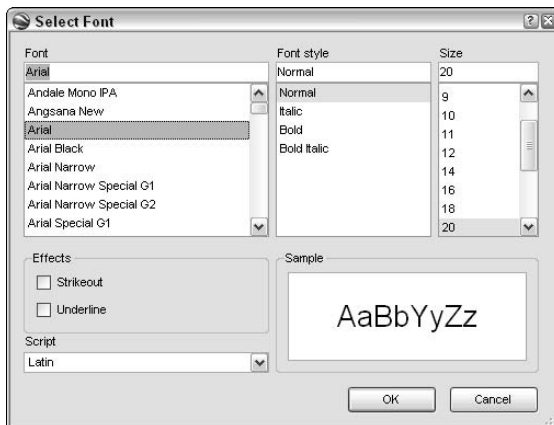 Select Font
Font
Arial
Andale Mono IPA
Angsana New
Arial
Arial Black
Arial Narrow
Arial Narrow Special G1
Arial Narrow Special G2
Arial Special G1
Font style
Normal
Normal
Italic
Bold
Bold Italic
Size
20
9
10
11
12
14
16
18
20
Effects
Strikeout
Underline
Script
Latin
Sample
AaBbYyZz
OK
Cancel